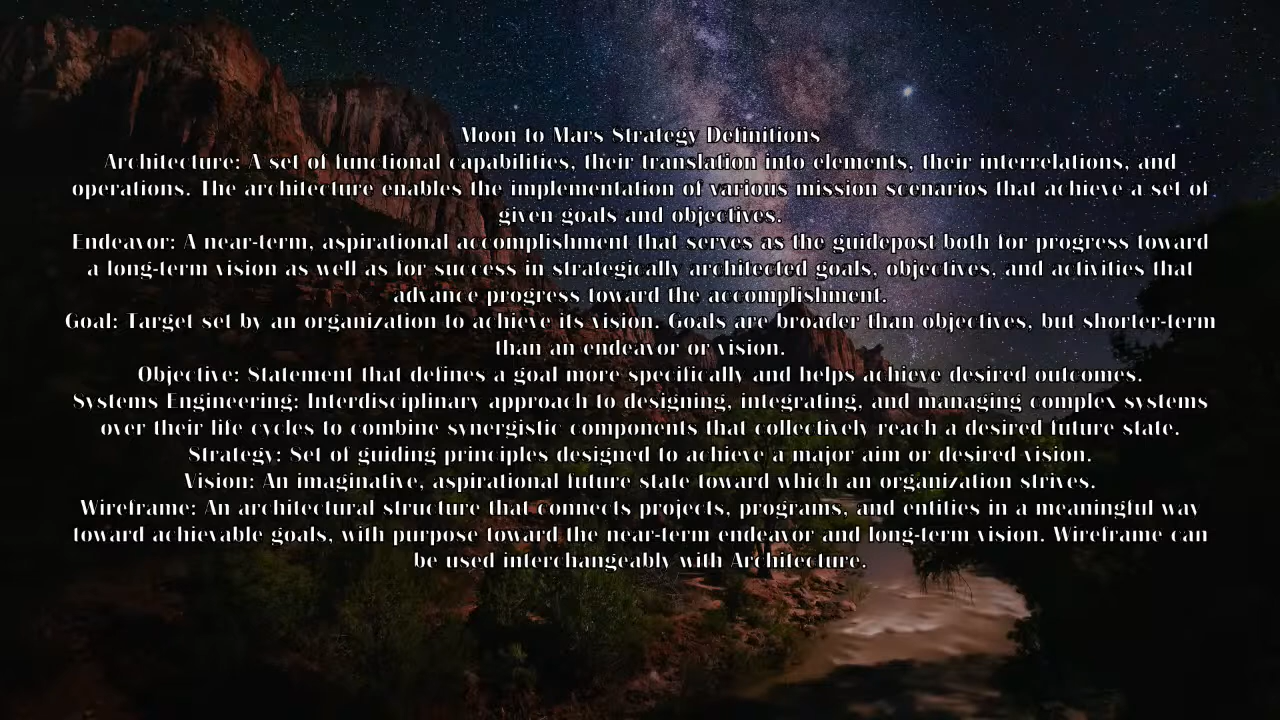 Moon to Mars Strategy Definitions
Architecture: A set of functional capabilities, their translation into elements, their interrelations, and
operations. The architecture enables the implementation of various mission scenarios that achieve a set of
given goals and objectives.
Endeavor: A near-term, aspirational accomplishment that serves as the guidepost both for progress toward
a long-term vision as well as for success in strategically architected goals, objectives, and activities that
advance progress toward the accomplishment.
Goal: Target set by an organization to achieve its vision. Goals are broader than objectives, but shorter-term
than an endeavor or vision.
Objective: Statement that defines a goal more specifically and helps achieve desired outcomes.
Systems Engineering: Interdisciplinary approach to designing, integrating, and managing complex systems
over their life cycles to combine synergistic components that collectively reach a desired future state.
Strategy: Set of guiding principles designed to achieve a major aim or desired vision.
Vision: An imaginative, aspirational future state toward which an organization strives.
Wireframe: An architectural structure that connects projects, programs, and entities in a meaningful way
toward achievable goals, with purpose toward the near-term endeavor and long-term vision. Wireframe can
be used interchangeably with Architecture.